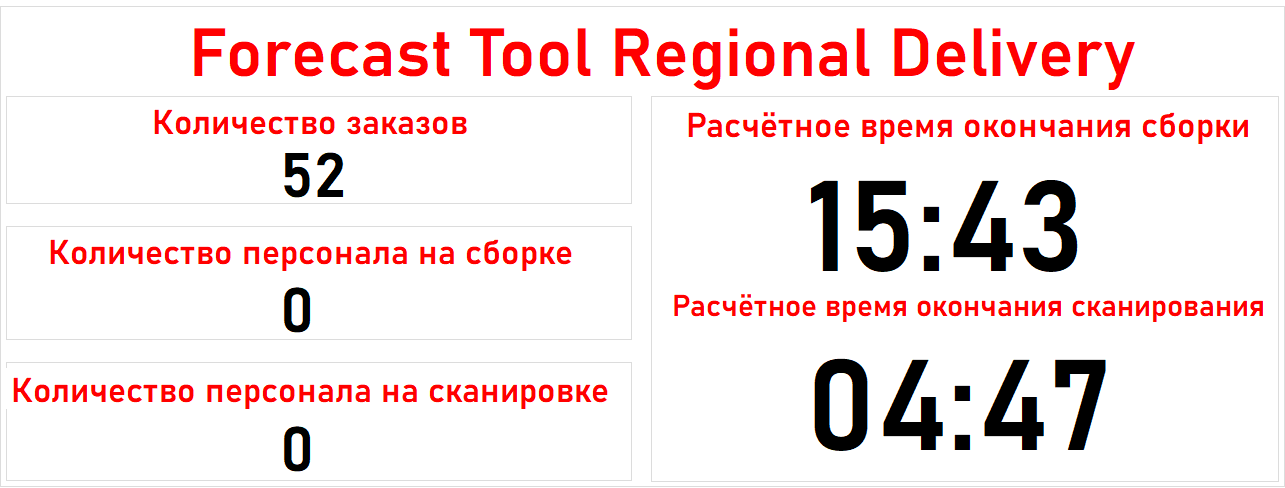 Forecast Tool Regional Delivery
Количество заказов
52
Количество персонала на сборке
0
Количество персонала на сканировке
0
Расчётное время окончания сборки
15:43
Расчётное время окончания сканирования
04:47